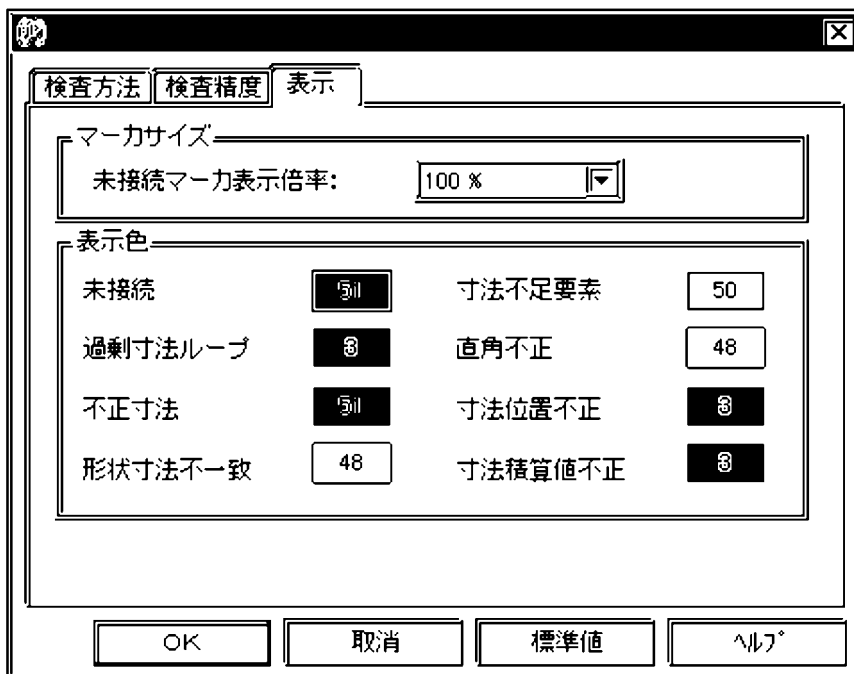 検査方法 検査精度 表示
マーカサイズ
未接続マーカ表示倍率: 100 %
表示色
未接続 寸法不足要素 50
過剰寸法ループ 直角不正 48
不正寸法 寸法位置不正
形状寸法不一致 48 寸法積算値不正
OK 取消 標準値 ヘルプ